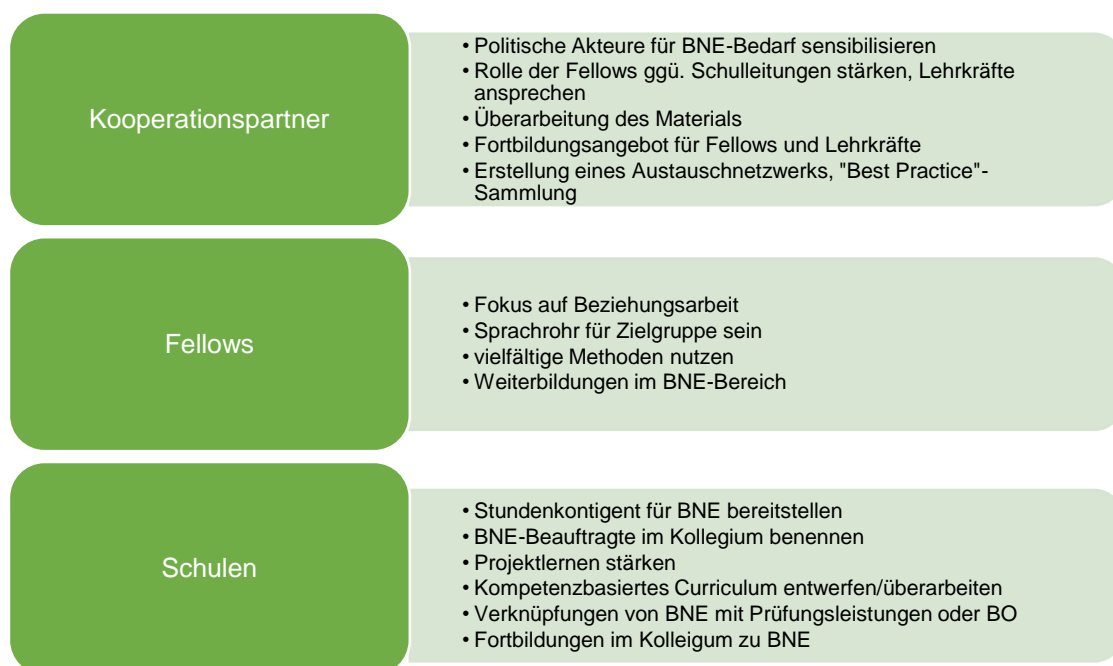 Kooperationspartner
• Politische Akteure für BNE-Bedarf sensibilisieren
• Rolle der Fellows ggü. Schulleitungen stärken, Lehrkräfte
ansprechen
• Überarbeitung des Materials
• Fortbildungsangebot für Fellows und Lehrkräfte
• Erstellung eines Austauschnetzwerks, "Best Practice"-
Sammlung
Fellows
• Fokus auf Beziehungsarbeit
• Sprachrohr für Zielgruppe sein
• vielfältige Methoden nutzen
• Weiterbildungen im BNE-Bereich
Schulen
• Stundenkontigent für BNE bereitstellen
• BNE-Beauftragte im Kollegium benennen
• Projektlernen stärken
• Kompetenzbasiertes Curriculum entwerfen/überarbeiten
• Verknüpfungen von BNE mit Prüfungsleistungen oder BO
• Fortbildungen im Kolleigum zu BNE